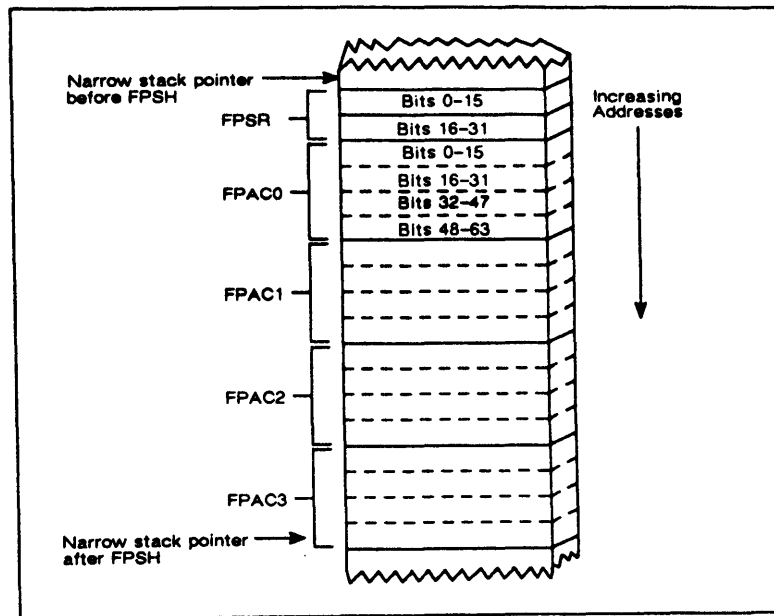 Narrow stack pointer
before FPSH
Increasing
Addresses
FPSR
Bits 0-15
Bits 16-31
FPAC0
Bits 0-15
Bits 16-31
Bits 32-47
Bits 48-63
FPAC1
FPAC2
FPAC3
Narrow stack pointer
after FPSH